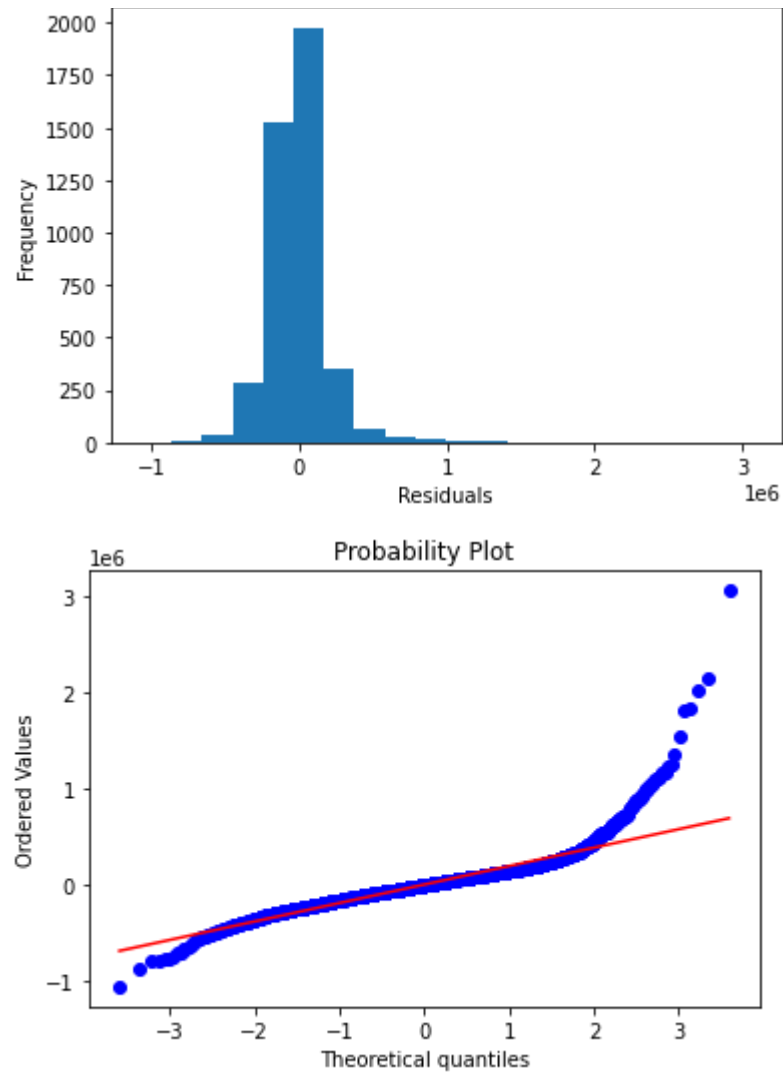 2000
1750
1500
1250
1000
750
500
250
0
Frequency
−1 0 1 2 3
1e6
Residuals
Probability Plot
1e6
3
2
1
0
−1
Ordered Values
−3 −2 −1 0 1 2 3
Theoretical quantiles